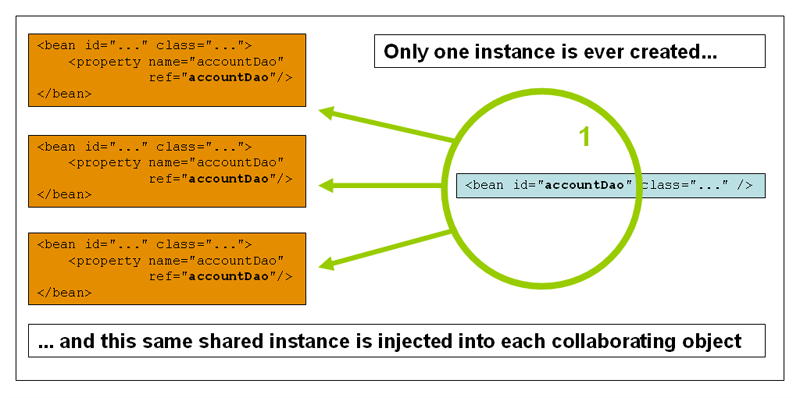 Only one instance is ever created...
<bean id="..." class="...">
<property name="accountDao"
ref="accountDao"/>
</bean>
<bean id="..." class="...">
<property name="accountDao"
ref="accountDao"/>
</bean>
<bean id="..." class="...">
<property name="accountDao"
ref="accountDao"/>
</bean>
1
<bean id="accountDao" class="..." />
... and this same shared instance is injected into each collaborating object